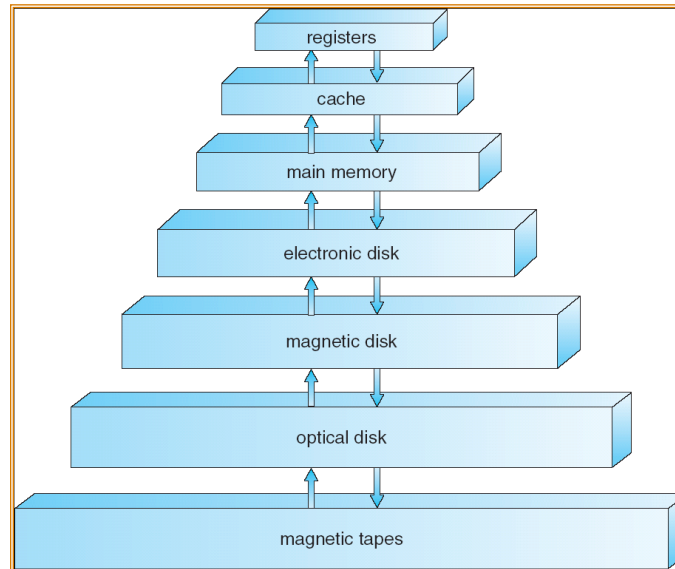 registers
cache
main memory
electronic disk
magnetic disk
optical disk
magnetic tapes